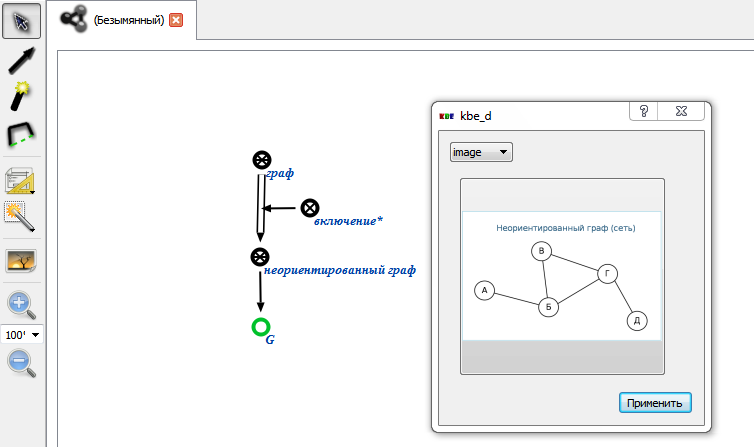 (Безымянный)
граф
включение*
неориентированный граф
G
100%
kbe_d
image
Неориентированный граф (сеть)
В
Г
А
Б
Д
Применить